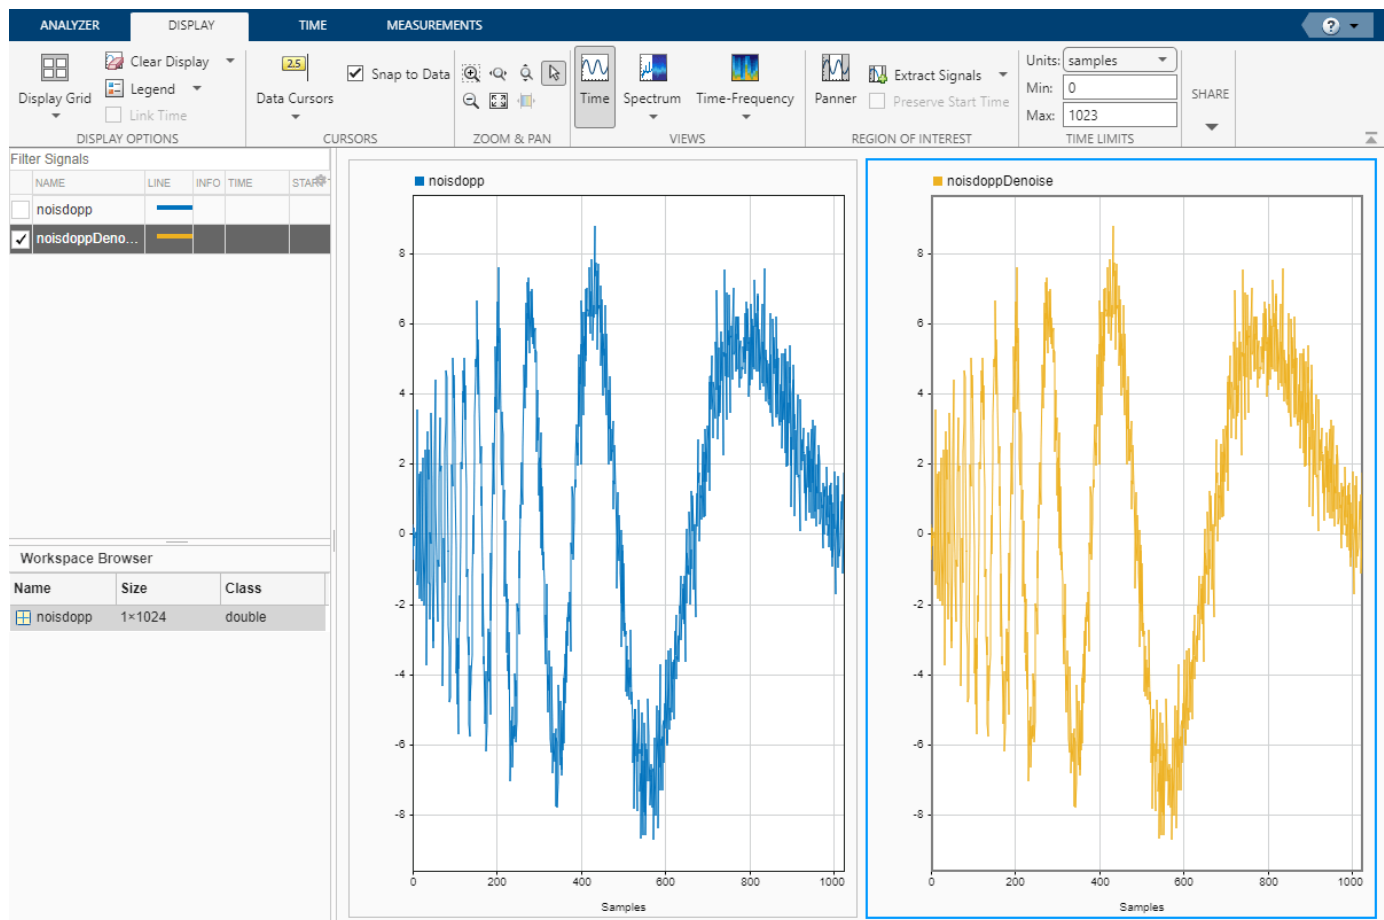 ANALYZER DISPLAY TIME MEASUREMENTS ?
Display Grid
Clear Display
Legend
Link Time
DISPLAY OPTIONS
2.5
Data Cursors
Snap to Data
CURSORS
ZOOM & PAN
Time
Spectrum
Time-Frequency
VIEWS
Panner
Extract Signals
Preserve Start Time
REGION OF INTEREST
Units: samples
Min: 0
Max: 1023
TIME LIMITS
SHARE
Filter Signals
NAME LINE INFO TIME
noisdopp
noisdoppDeno...
Workspace Browser
Name Size Class
noisdopp 1×1024 double
noisdopp
8
6
4
2
0
-2
-4
-6
-8
0 200 400 600 800 1000
Samples
noisdoppDenoise
8
6
4
2
0
-2
-4
-6
-8
0 200 400 600 800 1000
Samples